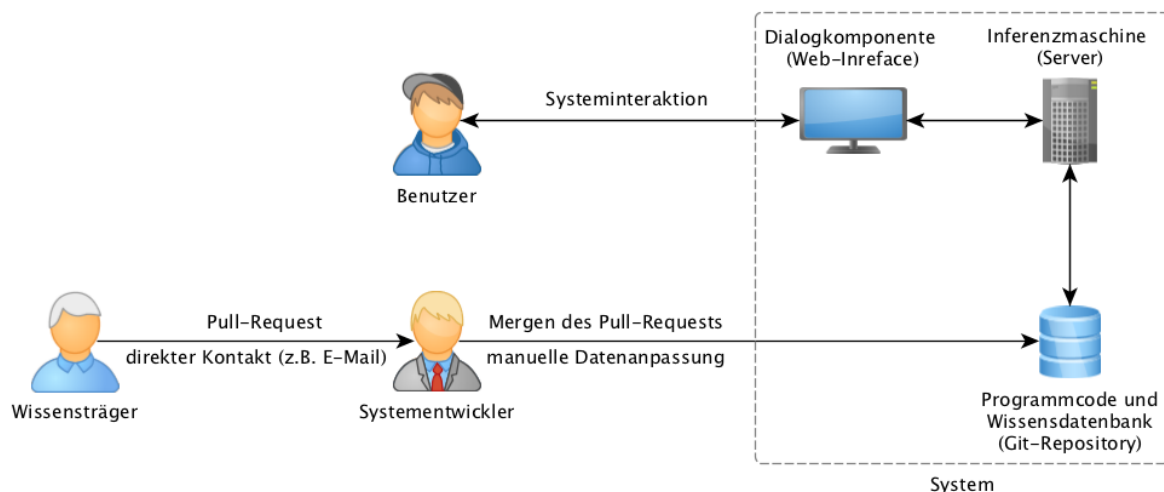 Dialogkomponente
(Web-Inreface)
Inferenzmaschine
(Server)
Systeminteraktion
Benutzer
Pull-Request
direkter Kontakt (z.B. E-Mail)
Mergen des Pull-Requests
manuelle Datenanpassung
Wissensträger
Systementwickler
Programmcode und
Wissensdatenbank
(Git-Repository)
System